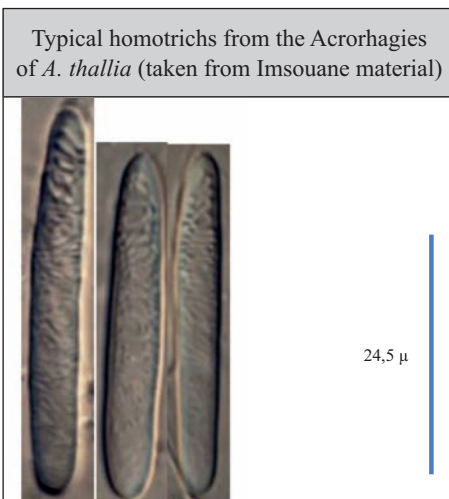 Typical homotrichs from the Acrorhagies
of A. thallia (taken from Imsouane material)
24,5 µ